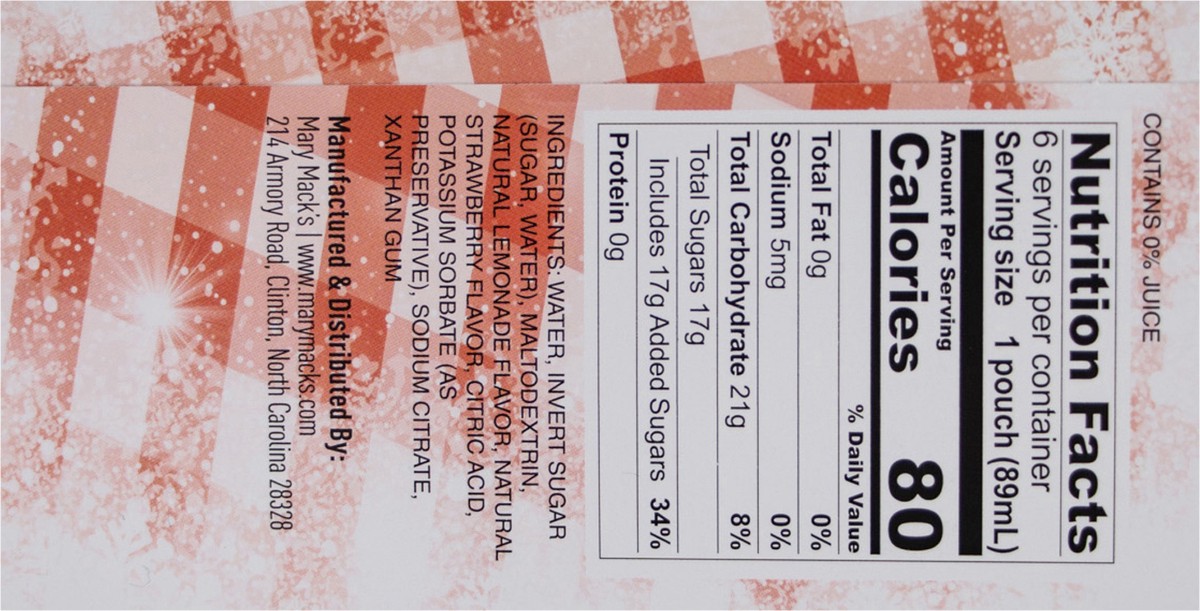 CONTAINS 0% JUICE
Nutrition Facts
6 servings per container
Serving size 1 pouch (89mL)
Amount Per Serving
Calories 80
% Daily Value
Total Fat 0g 0%
Sodium 5mg 0%
Total Carbohydrate 21g 8%
Total Sugars 17g
Includes 17g Added Sugars 34%
Protein 0g
INGREDIENTS: WATER, INVERT SUGAR
(SUGAR, WATER), MALTODEXTRIN,
NATURAL LEMONADE FLAVOR, NATURAL
STRAWBERRY FLAVOR, CITRIC ACID,
POTASSIUM SORBATE (AS
PRESERVATIVE), SODIUM CITRATE,
XANTHAN GUM
Manufactured & Distributed By:
Mary Mack's | www.marymacks.com
214 Armory Road, Clinton, North Carolina 28328